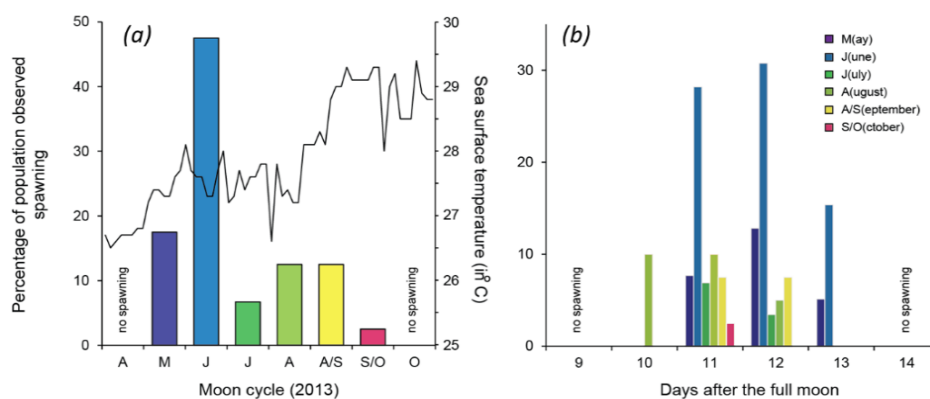 (a)
50
40
30
20
10
0
Percentage of population observed
spawning
30
29
28
27
26
25
Sea surface temperature (in°C)
no spawning
no spawning
A M J J A A/S S/O O
Moon cycle (2013)
(b)
30
20
10
0
M(ay)
J(une)
J(uly)
A(ugust)
A/S(eptember)
S/O(ctober)
no spawning
no spawning
9 10 11 12 13 14
Days after the full moon